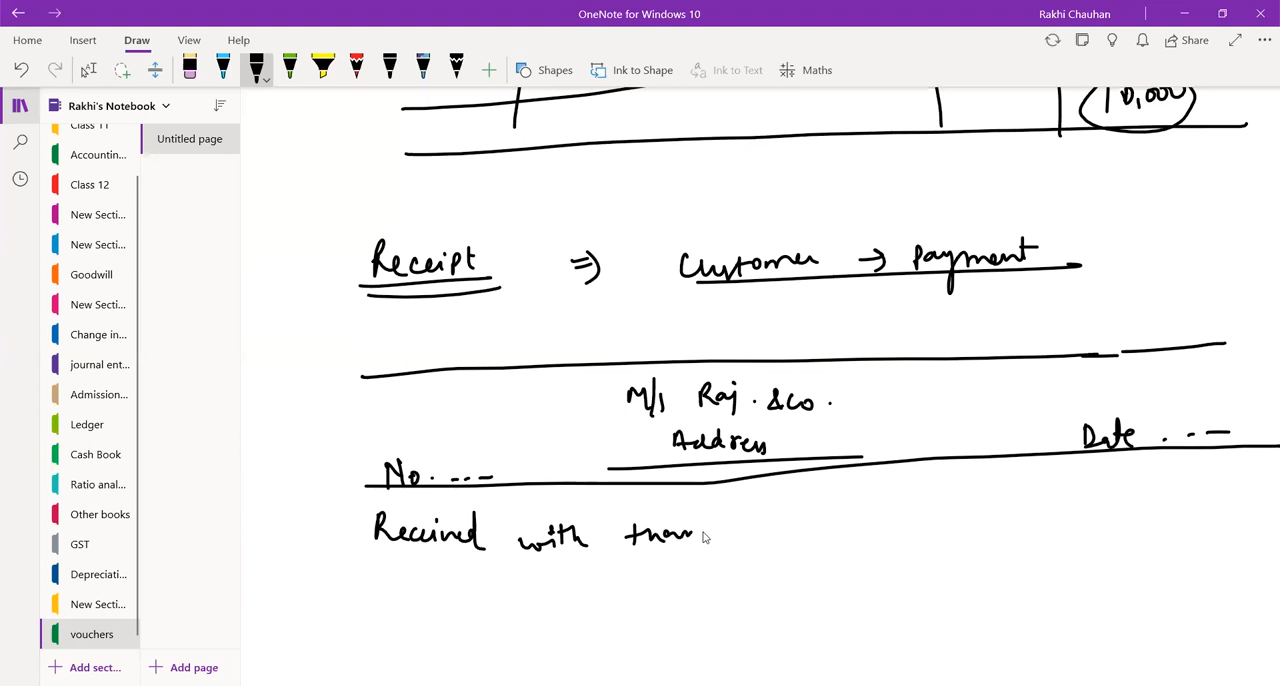 OneNote for Windows 10
Rakhi Chauhan
Home Insert Draw View Help
Share
Shapes Ink to Shape Ink to Text Maths
Rakhi's Notebook
Class 11
Accountin...
Class 12
New Secti...
New Secti...
Goodwill
New Secti...
Change in...
journal ent...
Admission...
Ledger
Cash Book
Ratio anal...
Other books
GST
Depreciati...
New Secti...
vouchers
Add sect...
Untitled page
Add page
10,000
Receipt ⇒ Customer → Payment
M/s Raj. &co.
Address
Date . . . –
No. . . . –
Received with than